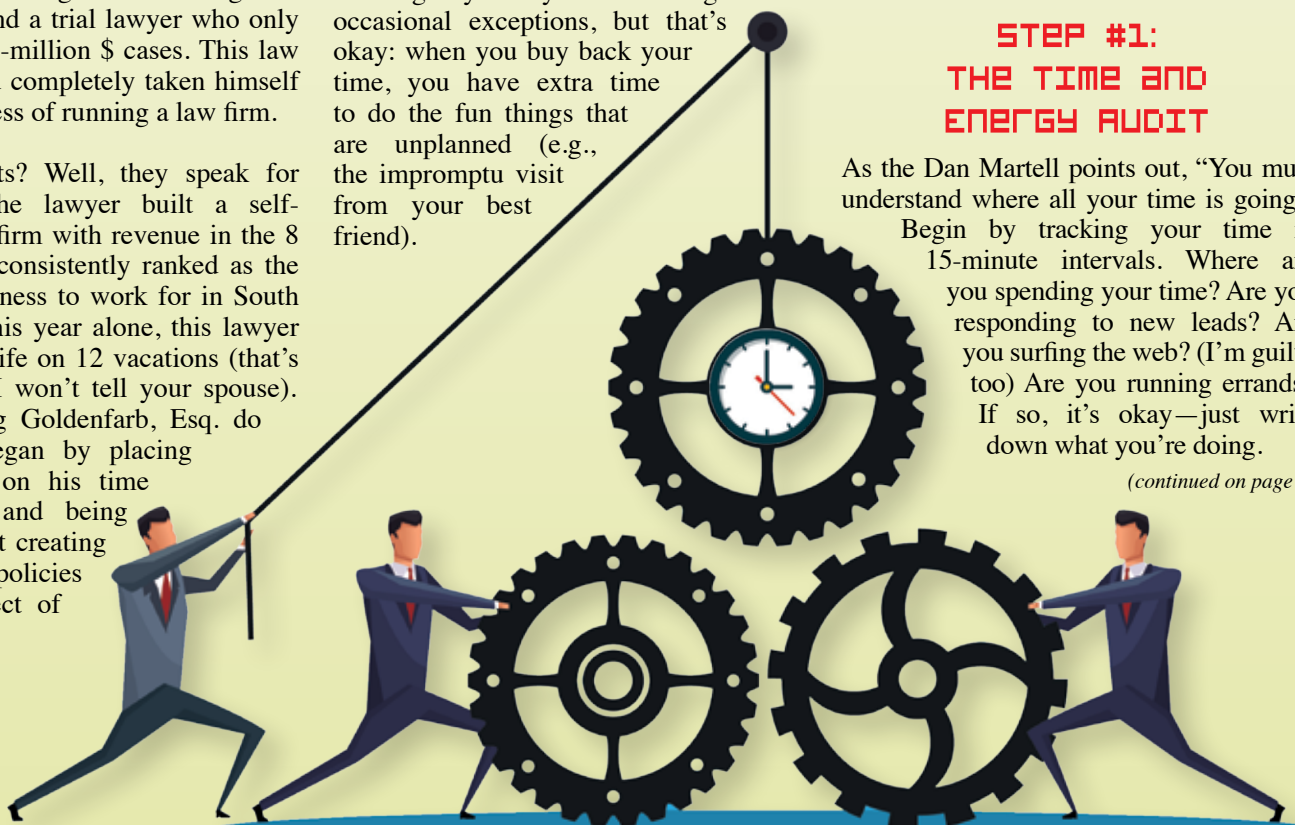 nd a trial lawyer who only
-million $ cases. This law
completely taken himself
ess of running a law firm.
ts? Well, they speak for
he lawyer built a self-
firm with revenue in the 8
consistently ranked as the
ness to work for in South
his year alone, this lawyer
ife on 12 vacations (that's
I won't tell your spouse).
g Goldenfarb, Esq. do
egan by placing
on his time
and being
t creating
policies
ct of
occasional exceptions, but that's
okay: when you buy back your
time, you have extra time
to do the fun things that
are unplanned (e.g.,
the impromptu visit
from your best
friend).
STEP #1:
THE TIME AND
ENERGY AUDIT
As the Dan Martell points out, “You mu
understand where all your time is going
Begin by tracking your time
15-minute intervals. Where a
you spending your time? Are yo
responding to new leads? A
you surfing the web? (I'm guilt
too) Are you running errands
If so, it's okay—just wri
down what you're doing.
(continued on page